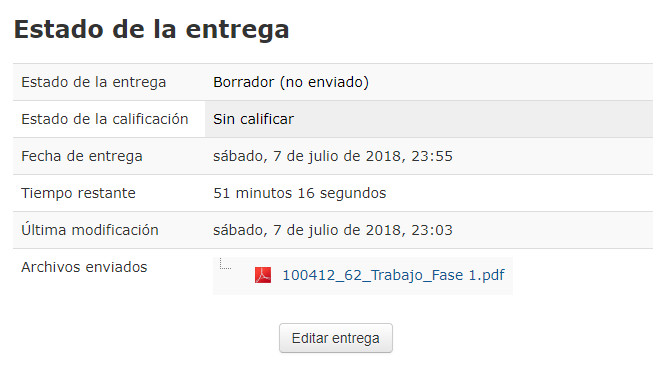 Estado de la entrega
Estado de la entrega Borrador (no enviado)
Estado de la calificación Sin calificar
Fecha de entrega sábado, 7 de julio de 2018, 23:55
Tiempo restante 51 minutos 16 segundos
Última modificación sábado, 7 de julio de 2018, 23:03
Archivos enviados 100412_62_Trabajo_Fase 1.pdf
Editar entrega